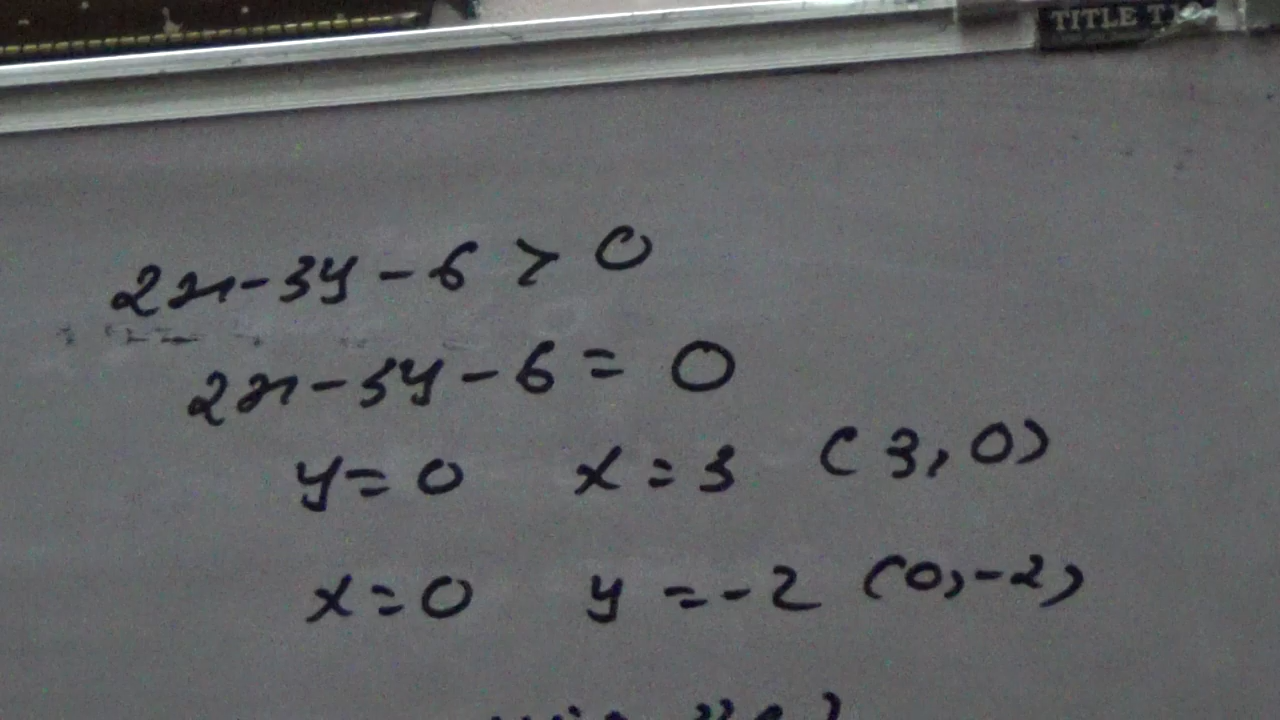 TITLE
2x-3y-6 > 0
2x-3y-6 = 0
y=0 x=3 (3,0)
x=0 y=-2 (0,-2)